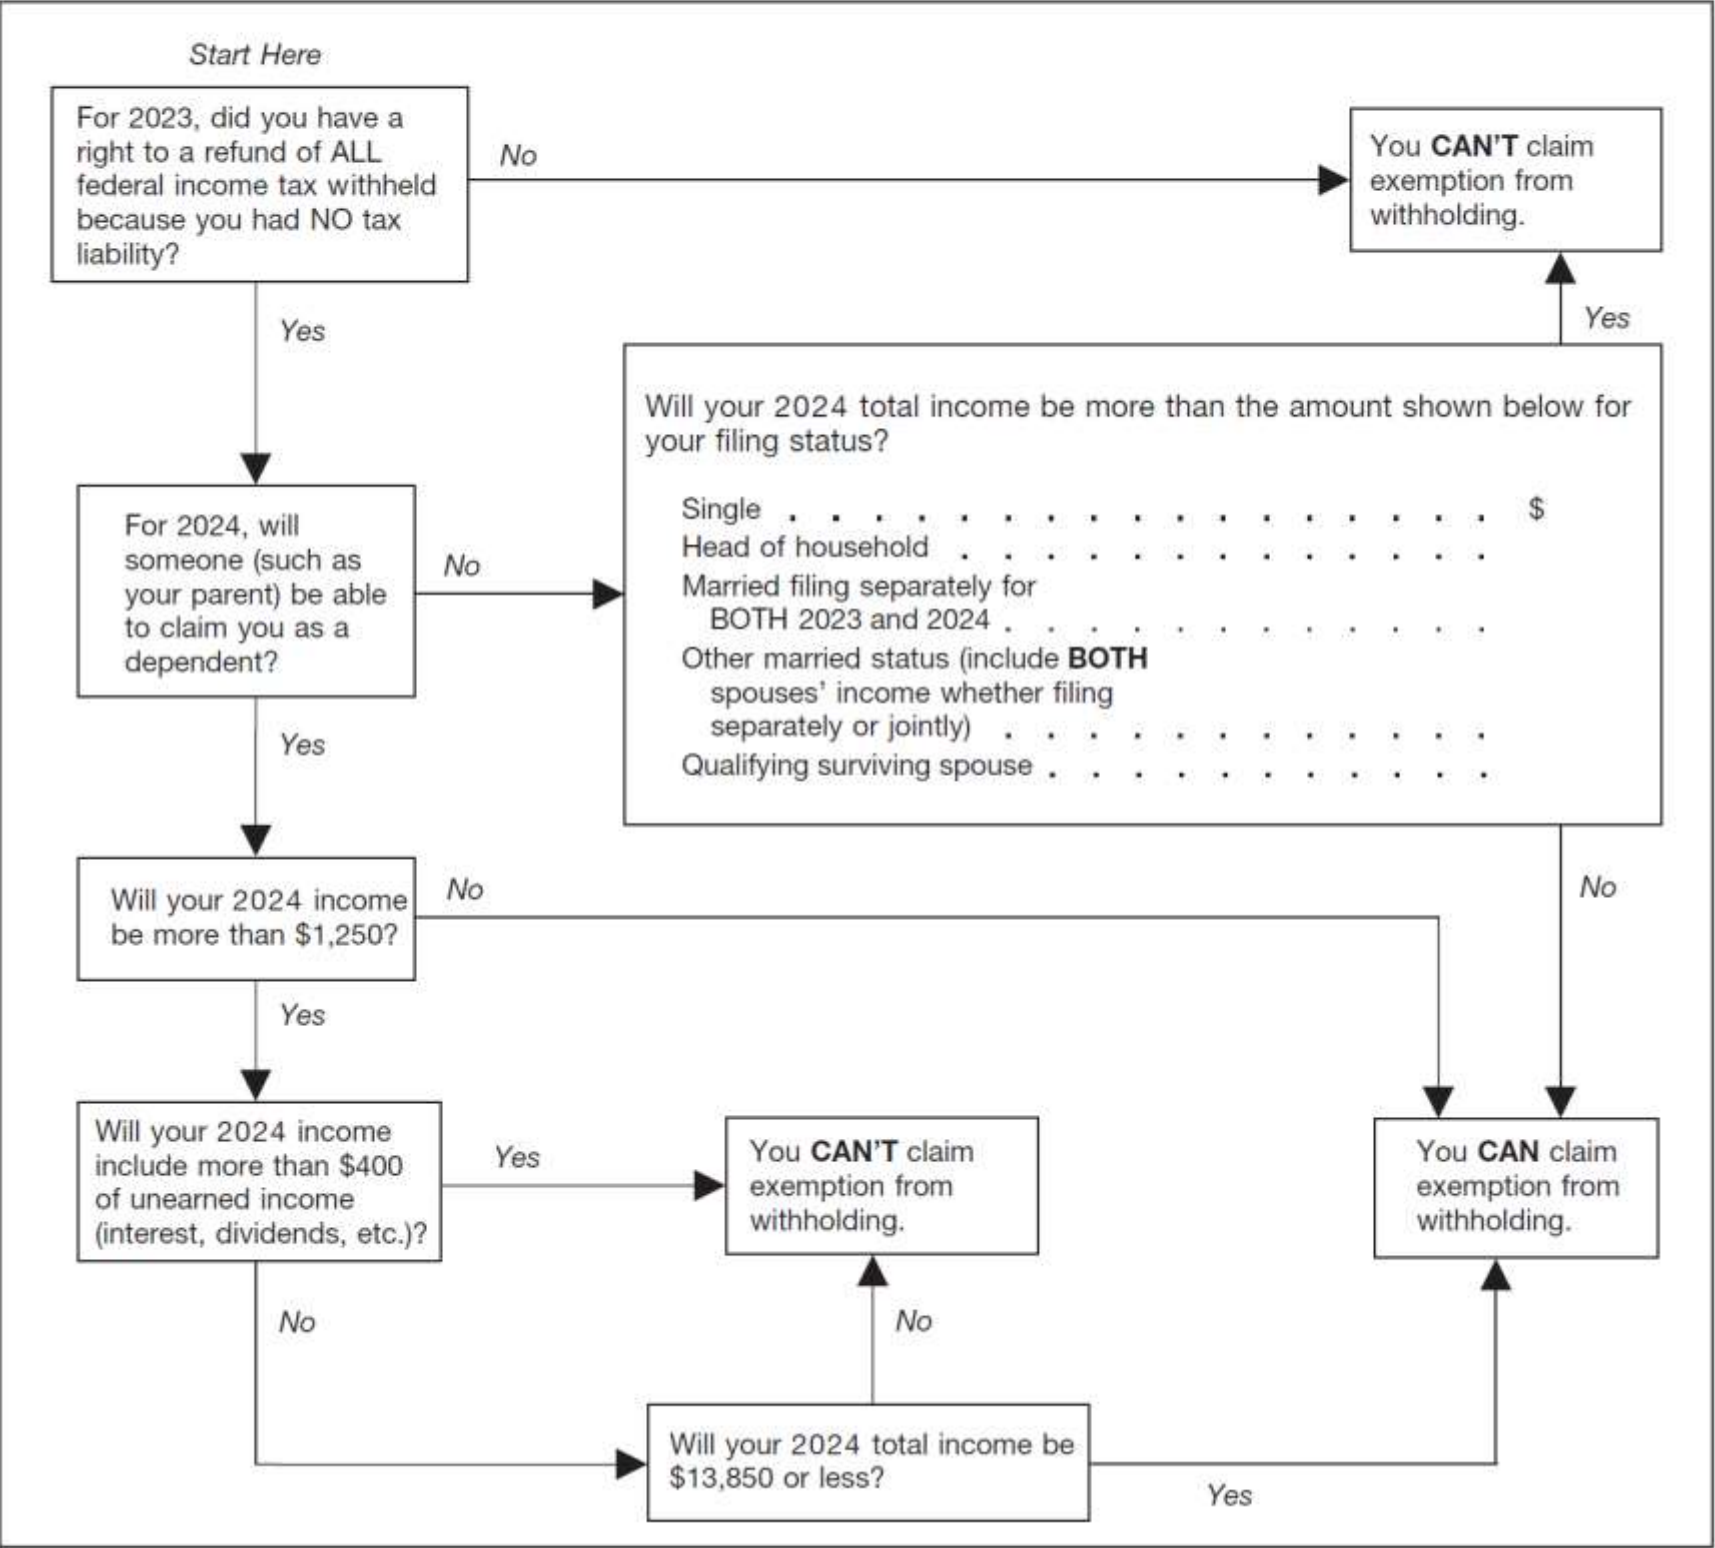 Start Here
For 2023, did you have a
right to a refund of ALL
federal income tax withheld
because you had NO tax
liability?
No
You CAN'T claim
exemption from
withholding.
Yes
Yes
Will your 2024 total income be more than the amount shown below for
your filing status?
Single . . . . . . . . . . . . . . . . . $
Head of household . . . . . . . . . . . . .
Married filing separately for
BOTH 2023 and 2024 . . . . . . . . . . . .
Other married status (include BOTH
spouses' income whether filing
separately or jointly) . . . . . . . . . . . .
Qualifying surviving spouse . . . . . . . . . . .
For 2024, will
someone (such as
your parent) be able
to claim you as a
dependent?
No
Yes
Will your 2024 income
be more than $1,250?
No
No
Yes
Will your 2024 income
include more than $400
of unearned income
(interest, dividends, etc.)?
Yes
You CAN'T claim
exemption from
withholding.
You CAN claim
exemption from
withholding.
No
No
Will your 2024 total income be
$13,850 or less?
Yes